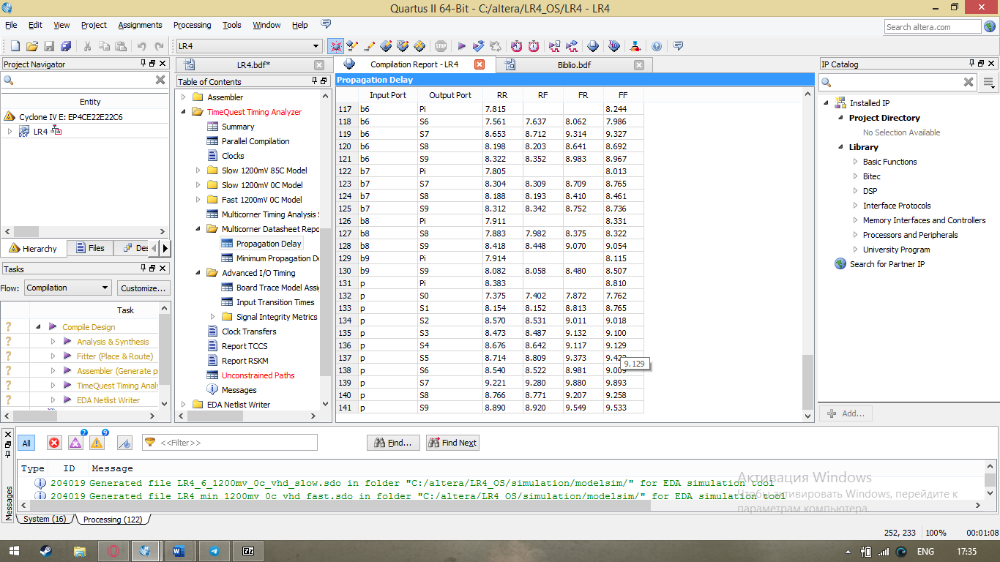 Quartus II 64-Bit - C:/altera/LR4_OS/LR4 - LR4
File Edit View Project Assignments Processing Tools Window Help
Search altera.com
LR4
Project Navigator
Entity
Cyclone IV E: EP4CE22E22C6
LR4
Hierarchy Files
Tasks
Flow: Compilation Customize...
Task
? Compile Design
? Analysis & Synthesis
? Fitter (Place & Route)
? Assembler (Generate p
? TimeQuest Timing Analy
? EDA Netlist Writer
LR4.bdf*
Compilation Report - LR4
Biblio.bdf
Table of Contents
Assembler
TimeQuest Timing Analyzer
Summary
Parallel Compilation
Clocks
Slow 1200mV 85C Model
Slow 1200mV 0C Model
Fast 1200mV 0C Model
Multicorner Timing Analysis S
Multicorner Datasheet Repo
Propagation Delay
Minimum Propagation De
Advanced I/O Timing
Board Trace Model Assig
Input Transition Times
Signal Integrity Metrics
Clock Transfers
Report TCCS
Report RSKM
Unconstrained Paths
Messages
EDA Netlist Writer
Propagation Delay
Input Port Output Port RR RF FR FF
117 b6 Pi 7.815 8.244
118 b6 S6 7.561 7.637 8.062 7.986
119 b6 S7 8.653 8.712 9.314 9.327
120 b6 S8 8.198 8.203 8.641 8.692
121 b6 S9 8.322 8.352 8.983 8.967
122 b7 Pi 7.805 8.013
123 b7 S7 8.304 8.309 8.709 8.765
124 b7 S8 8.188 8.193 8.410 8.461
125 b7 S9 8.312 8.342 8.752 8.736
126 b8 Pi 7.911 8.331
127 b8 S8 7.883 7.982 8.375 8.322
128 b8 S9 8.418 8.448 9.070 9.054
129 b9 Pi 7.914 8.115
130 b9 S9 8.082 8.058 8.480 8.507
131 p Pi 8.383 8.810
132 p S0 7.375 7.402 7.872 7.762
133 p S1 8.154 8.152 8.813 8.765
134 p S2 8.570 8.531 9.011 9.018
135 p S3 8.473 8.487 9.132 9.100
136 p S4 8.676 8.642 9.117 9.129
137 p S5 8.714 8.809 9.373
9.129
138 p S6 8.540 8.522 8.981 9.009
139 p S7 9.221 9.280 9.880 9.893
140 p S8 8.766 8.771 9.207 9.258
141 p S9 8.890 8.920 9.549 9.533
IP Catalog
Installed IP
Project Directory
No Selection Available
Library
Basic Functions
Bitec
DSP
Interface Protocols
Memory Interfaces and Controllers
Processors and Peripherals
University Program
Search for Partner IP
Add...
All 2 9 <<Filter>> Find... Find Next
Type ID Message
204019 Generated file LR4_6_1200mv_0c_vhd_slow.sdo in folder "C:/altera/LR4_OS/simulation/modelsim/" for EDA simulation tool
204019 Generated file LR4_min_1200mv_0c_vhd_fast.sdo in folder "C:/altera/LR4_OS/simulation/modelsim/" for EDA simulation tool
Messages
System (16) Processing (122)
Активация Windows
Чтобы активировать Windows, перейдите к
параметрам компьютера.
252, 233 100% 00:01:08
ENG 17:35